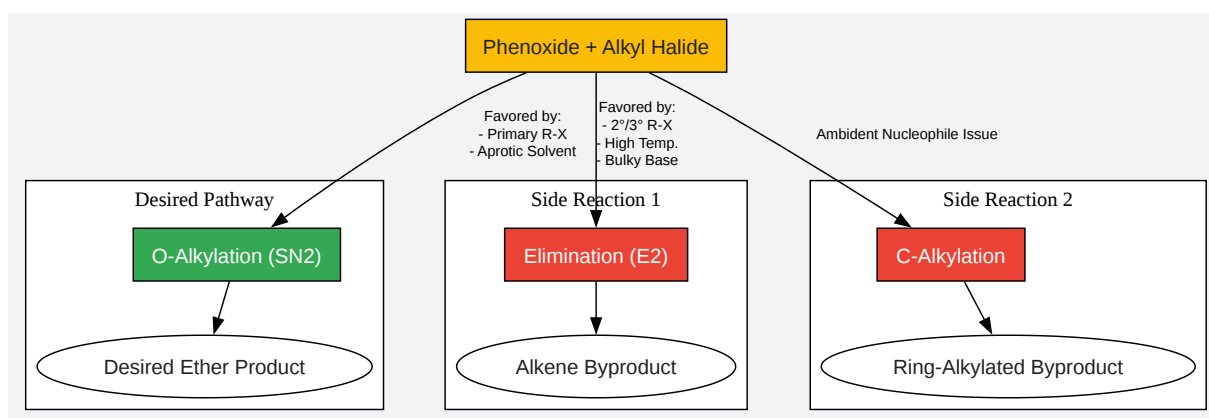 Phenoxide + Alkyl Halide
Favored by:
- Primary R-X
- Aprotic Solvent
Favored by:
- 2°/3° R-X
- High Temp.
- Bulky Base
Ambident Nucleophile Issue
Desired Pathway
Side Reaction 1
Side Reaction 2
O-Alkylation (SN2)
Elimination (E2)
C-Alkylation
Desired Ether Product
Alkene Byproduct
Ring-Alkylated Byproduct